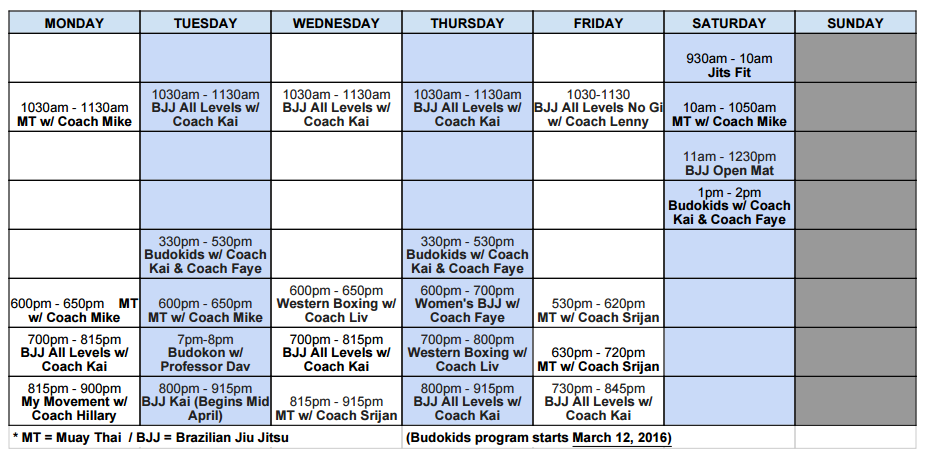 MONDAY TUESDAY WEDNESDAY THURSDAY FRIDAY SATURDAY SUNDAY
930am - 10am
Jits Fit
1030am - 1130am
MT w/ Coach Mike
1030am - 1130am
BJJ All Levels w/
Coach Kai
1030am - 1130am
BJJ All Levels w/
Coach Kai
1030am - 1130am
BJJ All Levels w/
Coach Kai
1030-1130
BJJ All Levels No Gi
w/ Coach Lenny
10am - 1050am
MT w/ Coach Mike
11am - 1230pm
BJJ Open Mat
1pm - 2pm
Budokids w/ Coach
Kai & Coach Faye
330pm - 530pm
Budokids w/ Coach
Kai & Coach Faye
330pm - 530pm
Budokids w/ Coach
Kai & Coach Faye
600pm - 650pm MT
w/ Coach Mike
600pm - 650pm
MT w/ Coach Mike
600pm - 650pm
Western Boxing w/
Coach Liv
600pm - 700pm
Women's BJJ w/
Coach Faye
530pm - 620pm
MT w/ Coach Srijan
700pm - 815pm
BJJ All Levels w/
Coach Kai
7pm-8pm
Budokon w/
Professor Dav
700pm - 815pm
BJJ All Levels w/
Coach Kai
700pm - 800pm
Western Boxing w/
Coach Liv
630pm - 720pm
MT w/ Coach Srijan
815pm - 900pm
My Movement w/
Coach Hillary
800pm - 915pm
BJJ Kai (Begins Mid
April)
815pm - 915pm
MT w/ Coach Srijan
800pm - 915pm
BJJ All Levels w/
Coach Kai
730pm - 845pm
BJJ All Levels w/
Coach Kai
* MT = Muay Thai / BJJ = Brazilian Jiu Jitsu
(Budokids program starts March 12, 2016)